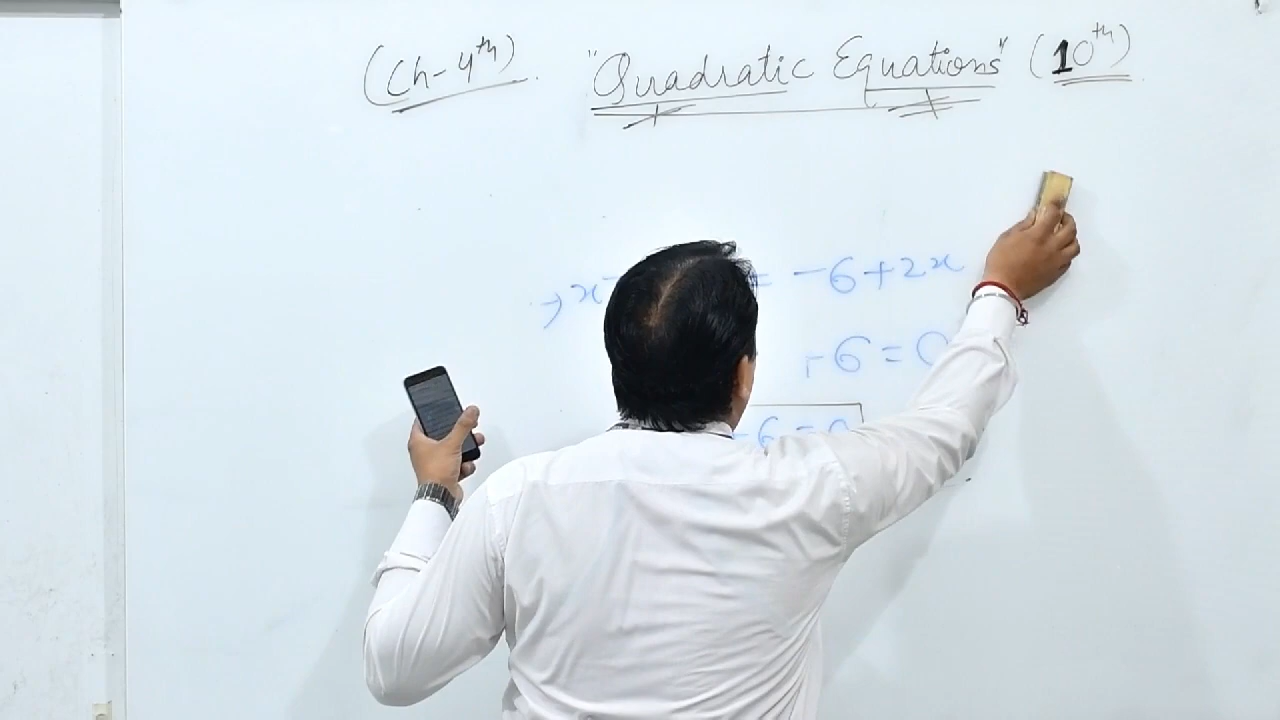 (Ch-4th) "Quadratic Equations" (10th)
→ x = -6+2x
-6=0
-6=0